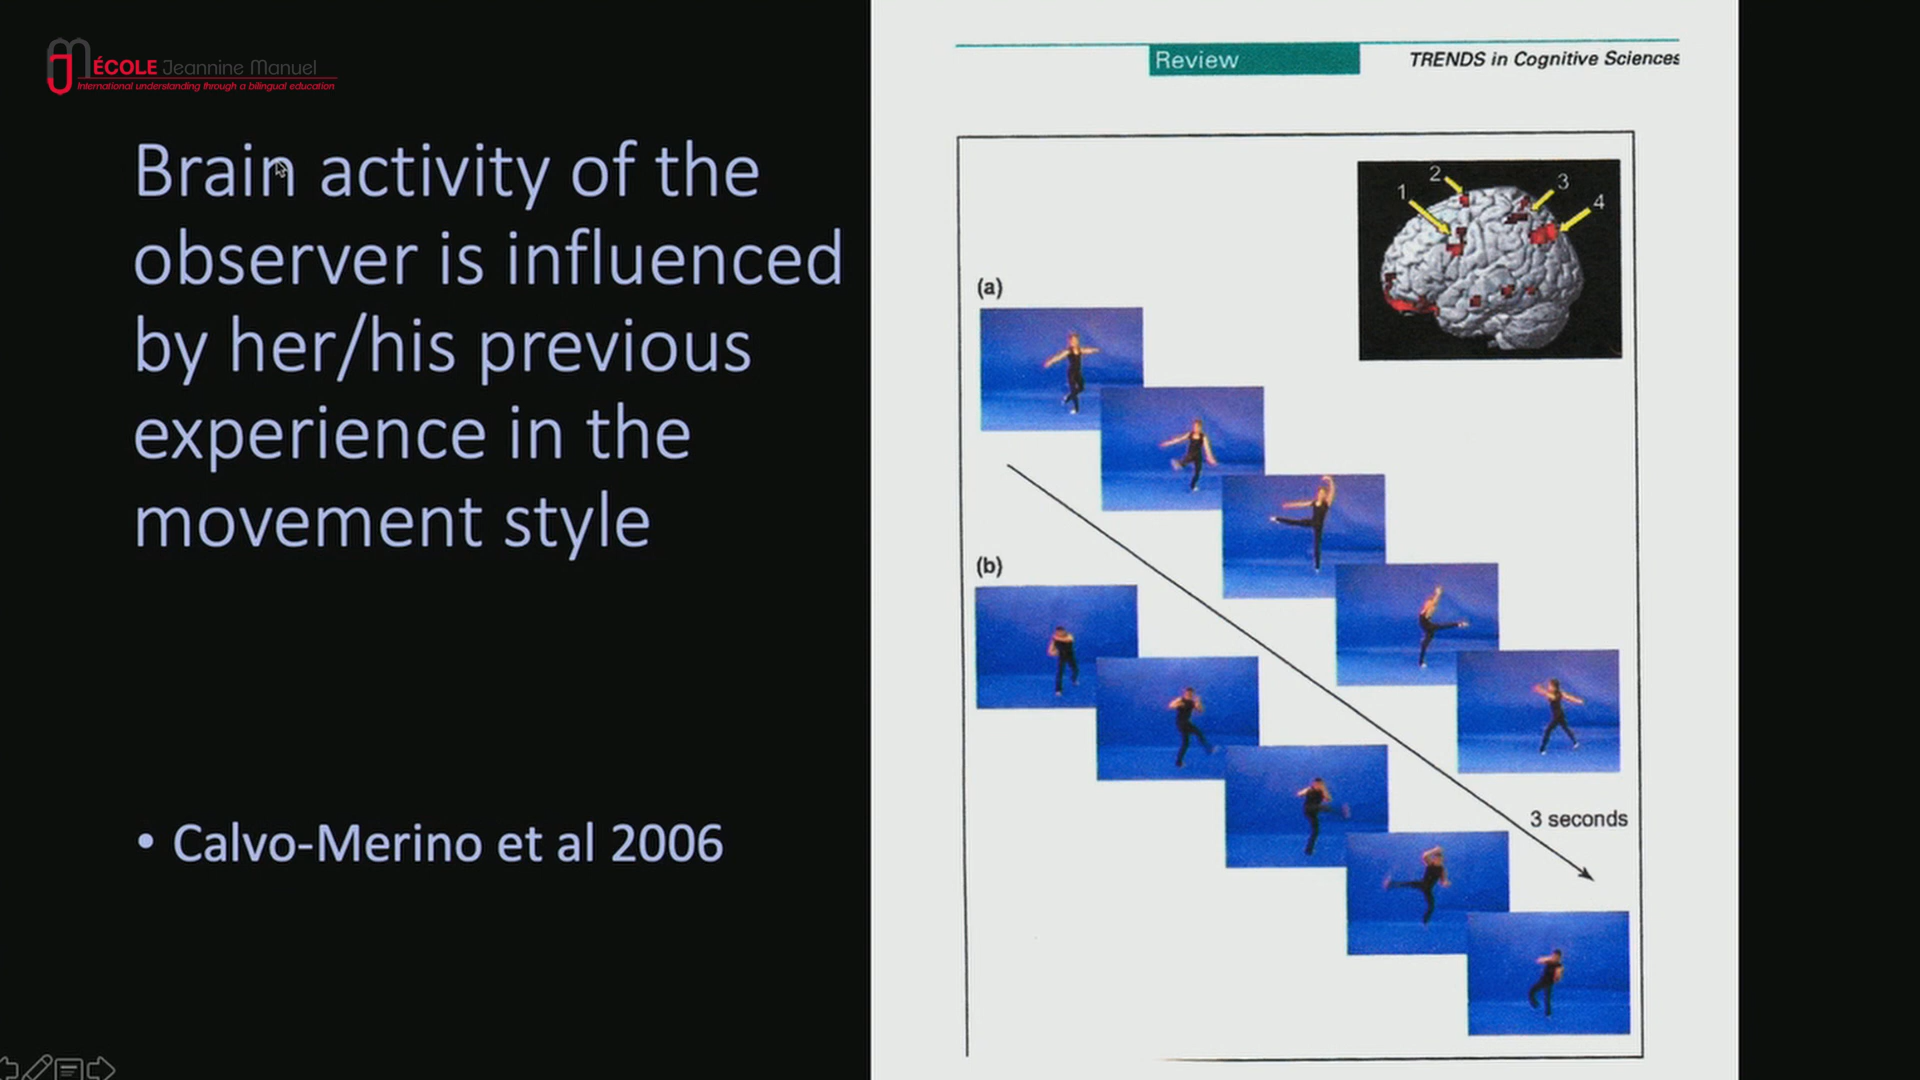 ÉCOLE Jeannine Manuel
International understanding through a bilingual education
Brain activity of the
observer is influenced
by her/his previous
experience in the
movement style
• Calvo-Merino et al 2006
Review
TRENDS in Cognitive Sciences
1
2
3
4
(a)
(b)
3 seconds